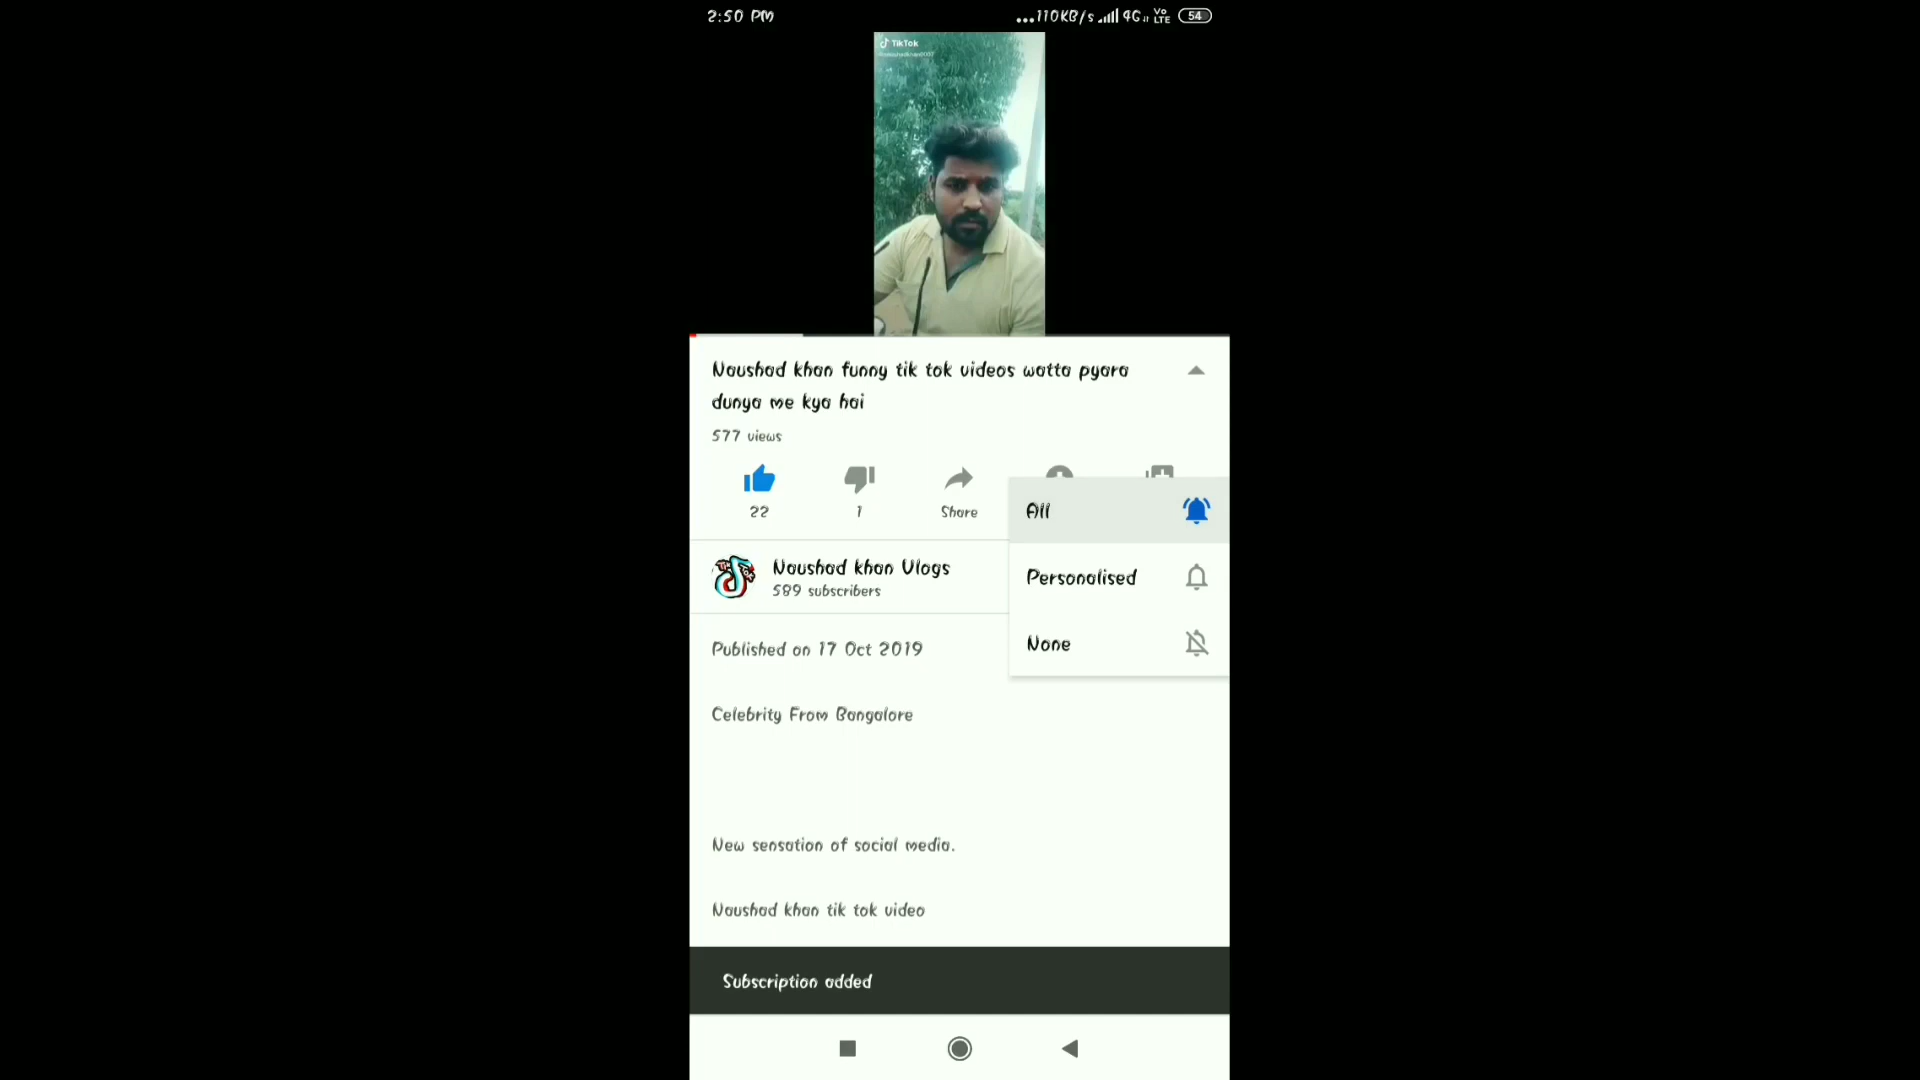 2:50 PM
...110KB/s 4G Vo LTE 54
TikTok
Naushad khan funny tik tok videos watta pyara
dunya me kya hai
577 views
22
1
Share
All
Personalised
None
Naushad khan Vlogs
589 subscribers
Published on 17 Oct 2019
Celebrity From Bangalore
New sensation of social media.
Naushad khan tik tok video
Subscription added